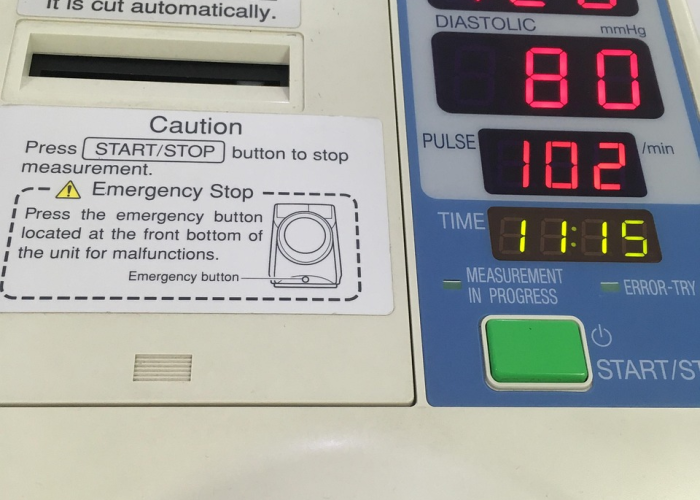 It is cut automatically.
Caution
Press START/STOP button to stop
measurement.
Emergency Stop
Press the emergency button
located at the front bottom of
the unit for malfunctions.
Emergency button
DIASTOLIC mmHg
80
PULSE 102 /min
TIME 11:15
MEASUREMENT
IN PROGRESS
ERROR-TRY
START/ST